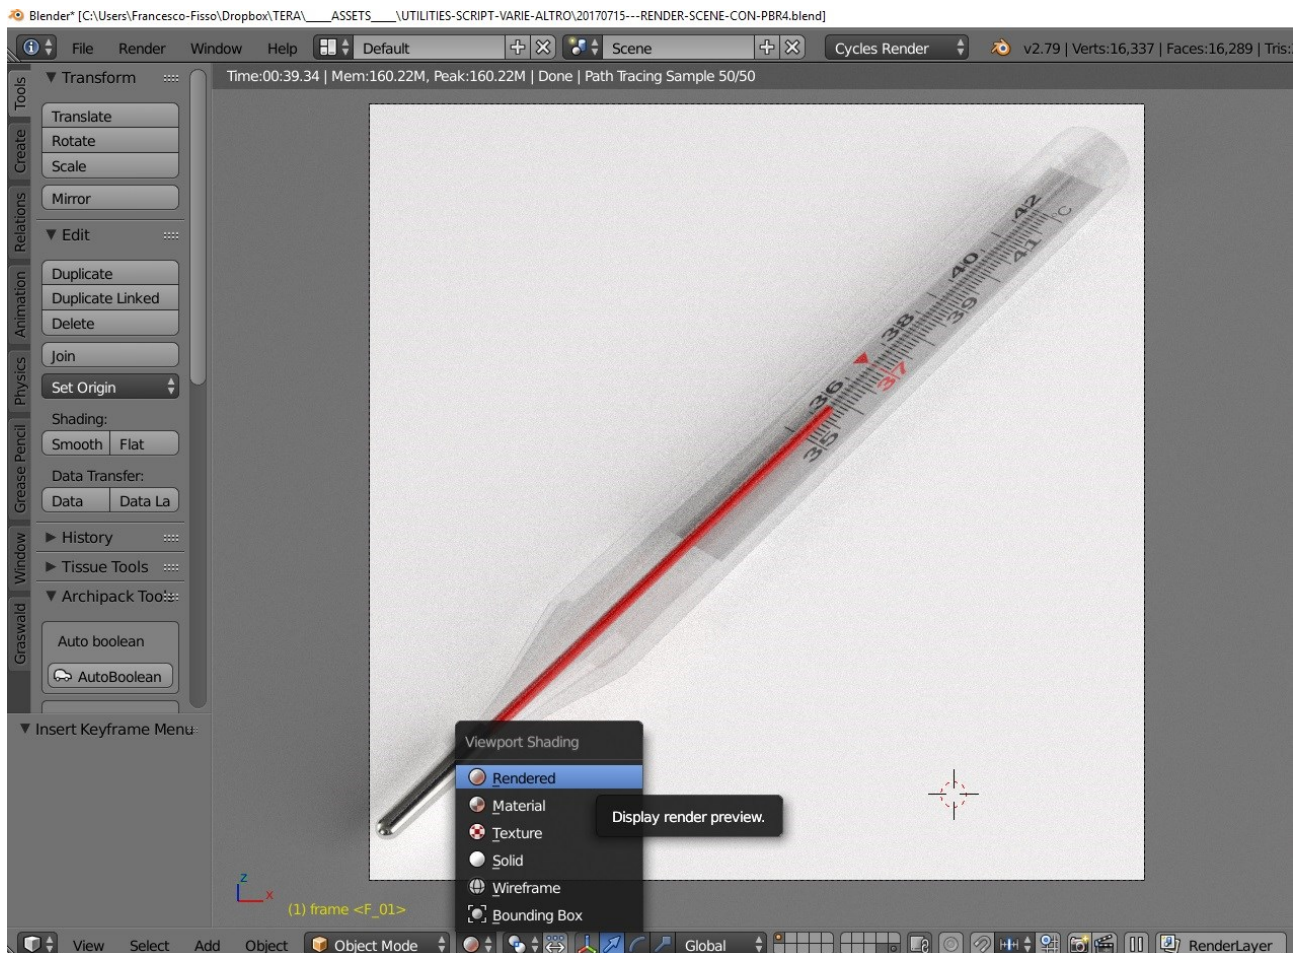 Blender* [C:\Users\Francesco-Fisso\Dropbox\TERA\____ASSETS____\UTILITIES-SCRIPT-VARIE-ALTRO\20170715---RENDER-SCENE-CON-PBR4.blend]
File Render Window Help Default Scene Cycles Render v2.79 | Verts:16,337 | Faces:16,289 | Tris:
Time:00:39.34 | Mem:160.22M, Peak:160.22M | Done | Path Tracing Sample 50/50
Tools
Create
Relations
Animation
Physics
Grease Pencil
Window
Graswald
Transform
Translate
Rotate
Scale
Mirror
Edit
Duplicate
Duplicate Linked
Delete
Join
Set Origin
Shading:
Smooth Flat
Data Transfer:
Data Data La
History
Tissue Tools
Archipack Tools
Auto boolean
AutoBoolean
Insert Keyframe Menu
42
°C
41
40
39
38
37
36
35
Viewport Shading
Rendered
Material
Texture
Solid
Wireframe
Bounding Box
Display render preview.
z
x
(1) frame <F_01>
View Select Add Object Object Mode Global RenderLayer